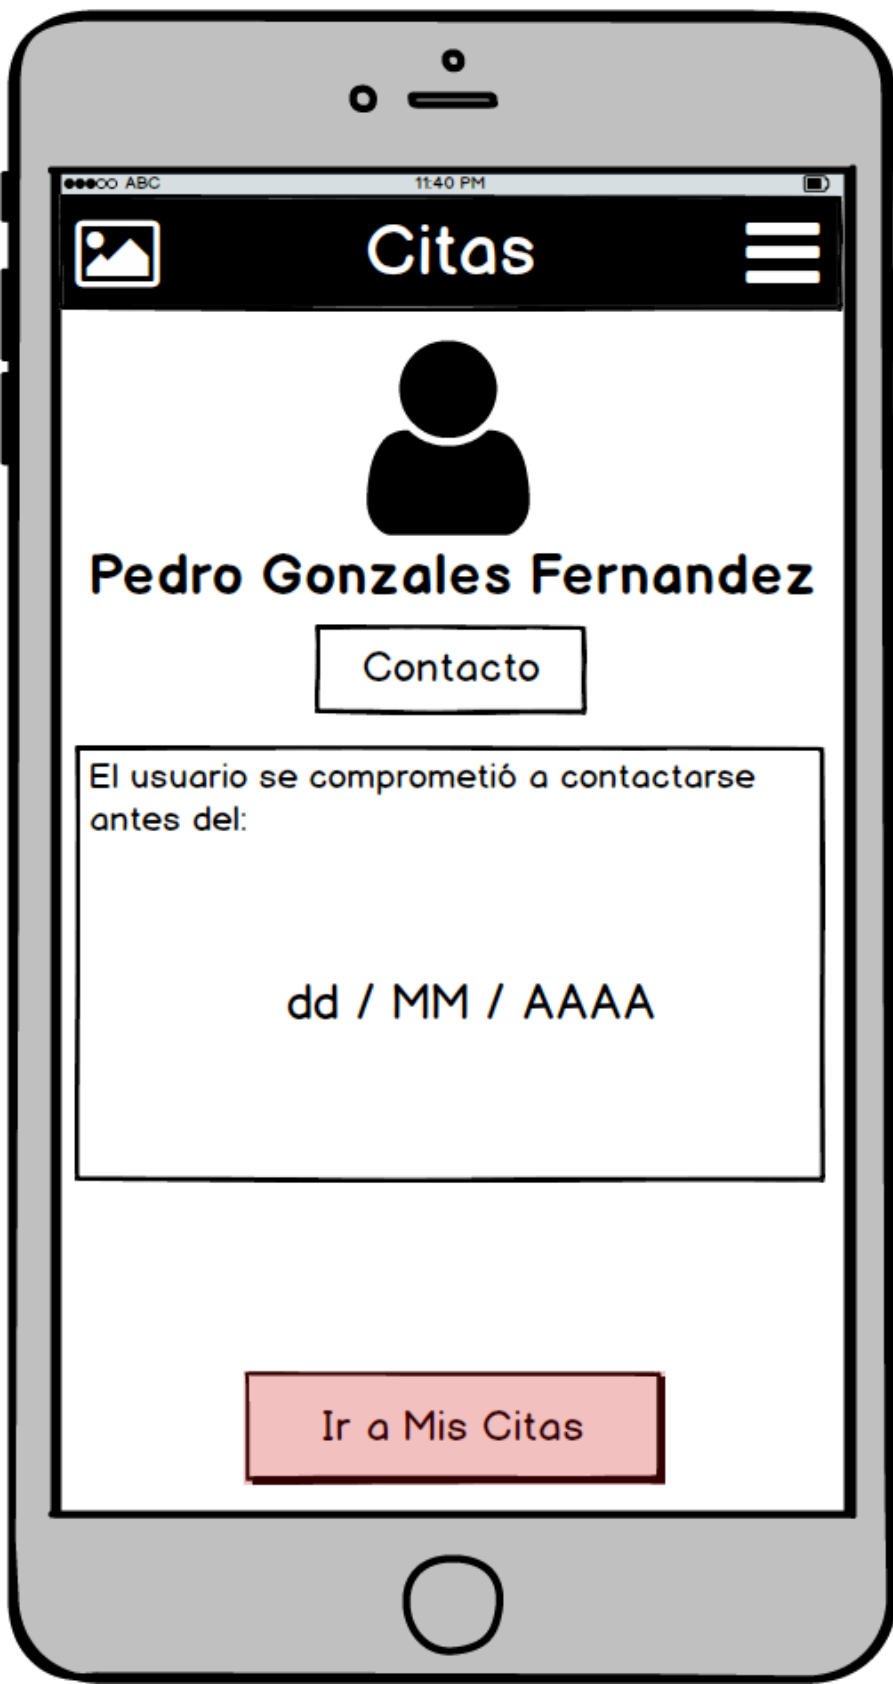 ABC 11:40 PM
Citas
Pedro Gonzales Fernandez
Contacto
El usuario se comprometió a contactarse
antes del:
dd / MM / AAAA
Ir a Mis Citas